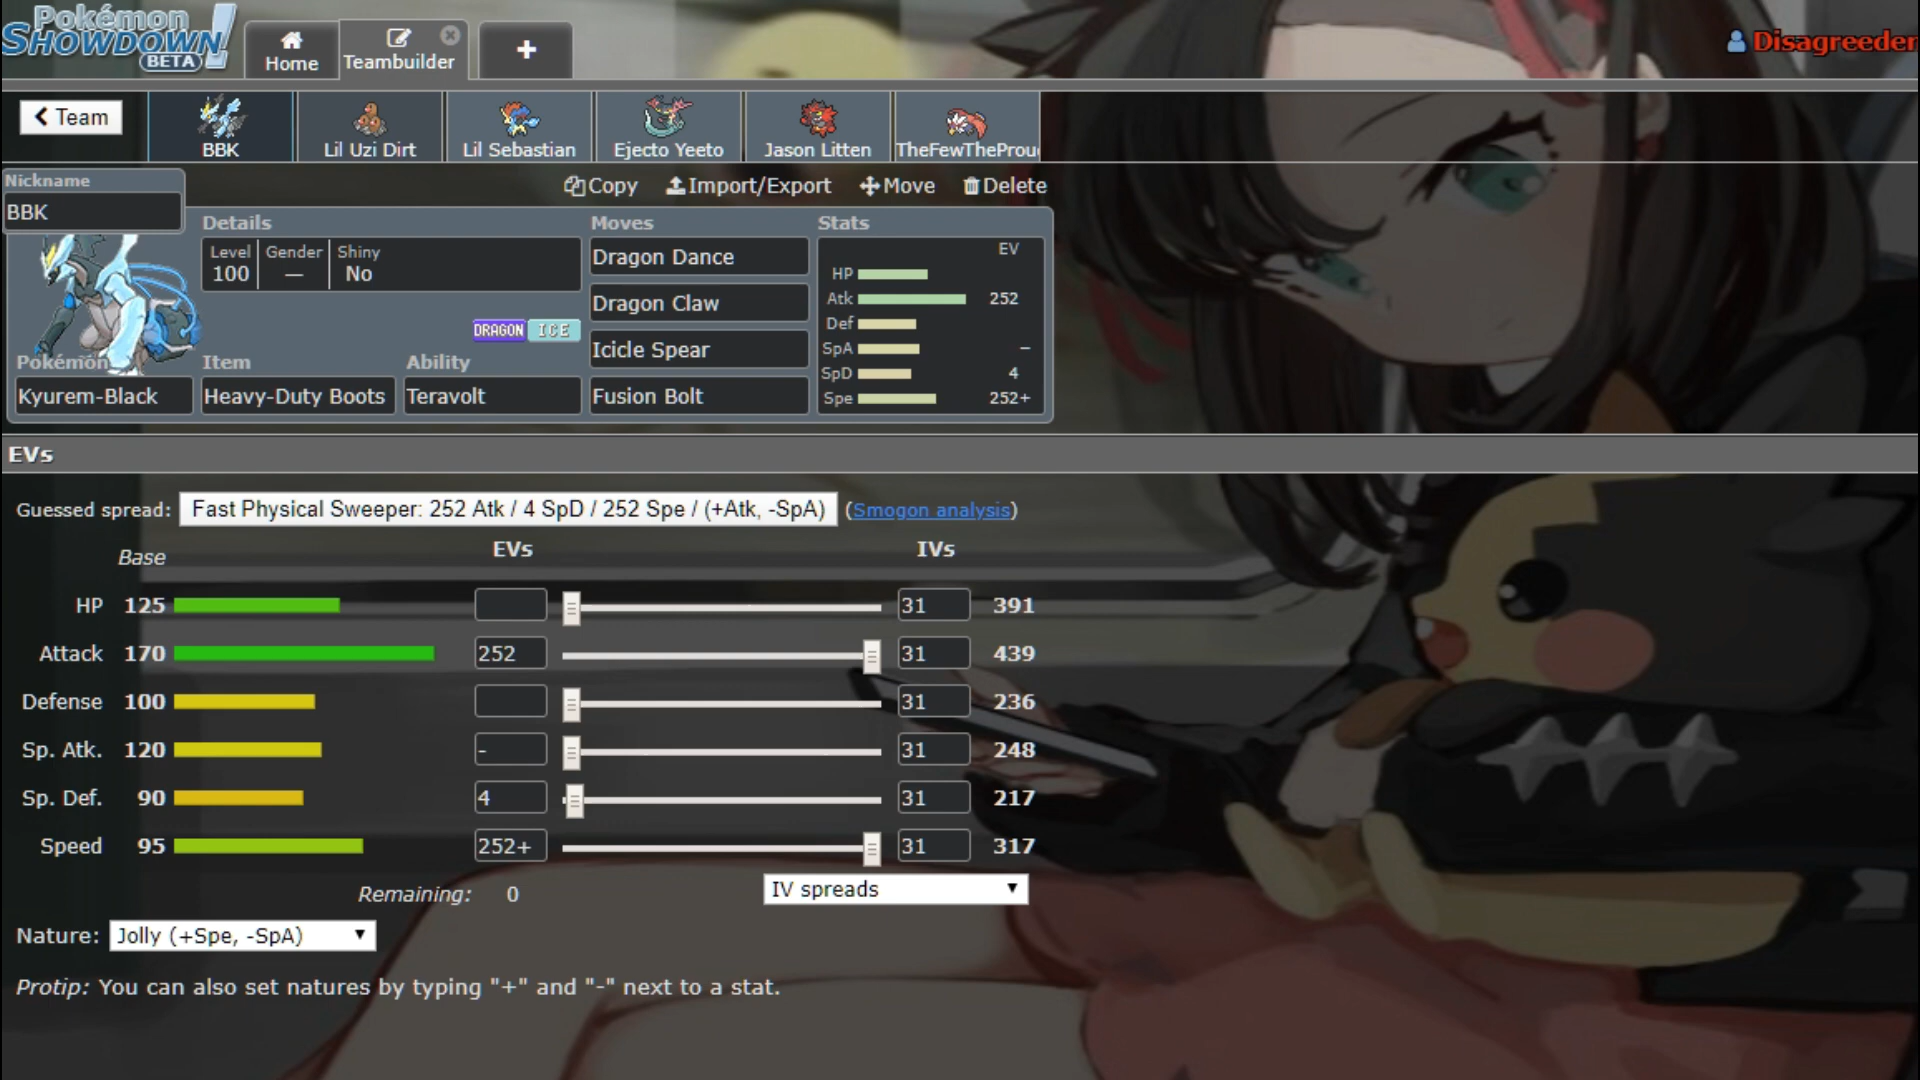 Pokémon
SHOWDOWN!
BETA
Home
Teambuilder
+
Disagreeder
Team
BBK
Lil Uzi Dirt
Lil Sebastian
Ejecto Yeeto
Jason Litten
TheFewTheProu
Nickname
BBK
Copy
Import/Export
Move
Delete
Details
Level
100
Gender
—
Shiny
No
DRAGON ICE
Pokémon
Kyurem-Black
Item
Heavy-Duty Boots
Ability
Teravolt
Moves
Dragon Dance
Dragon Claw
Icicle Spear
Fusion Bolt
Stats
EV
HP
Atk 252
Def
SpA –
SpD 4
Spe 252+
EVs
Guessed spread: Fast Physical Sweeper: 252 Atk / 4 SpD / 252 Spe / (+Atk, -SpA) (Smogon analysis)
Base EVs IVs
HP 125 31 391
Attack 170 252 31 439
Defense 100 31 236
Sp. Atk. 120 - 31 248
Sp. Def. 90 4 31 217
Speed 95 252+ 31 317
Remaining: 0
IV spreads
Nature: Jolly (+Spe, -SpA)
Protip: You can also set natures by typing "+" and "-" next to a stat.